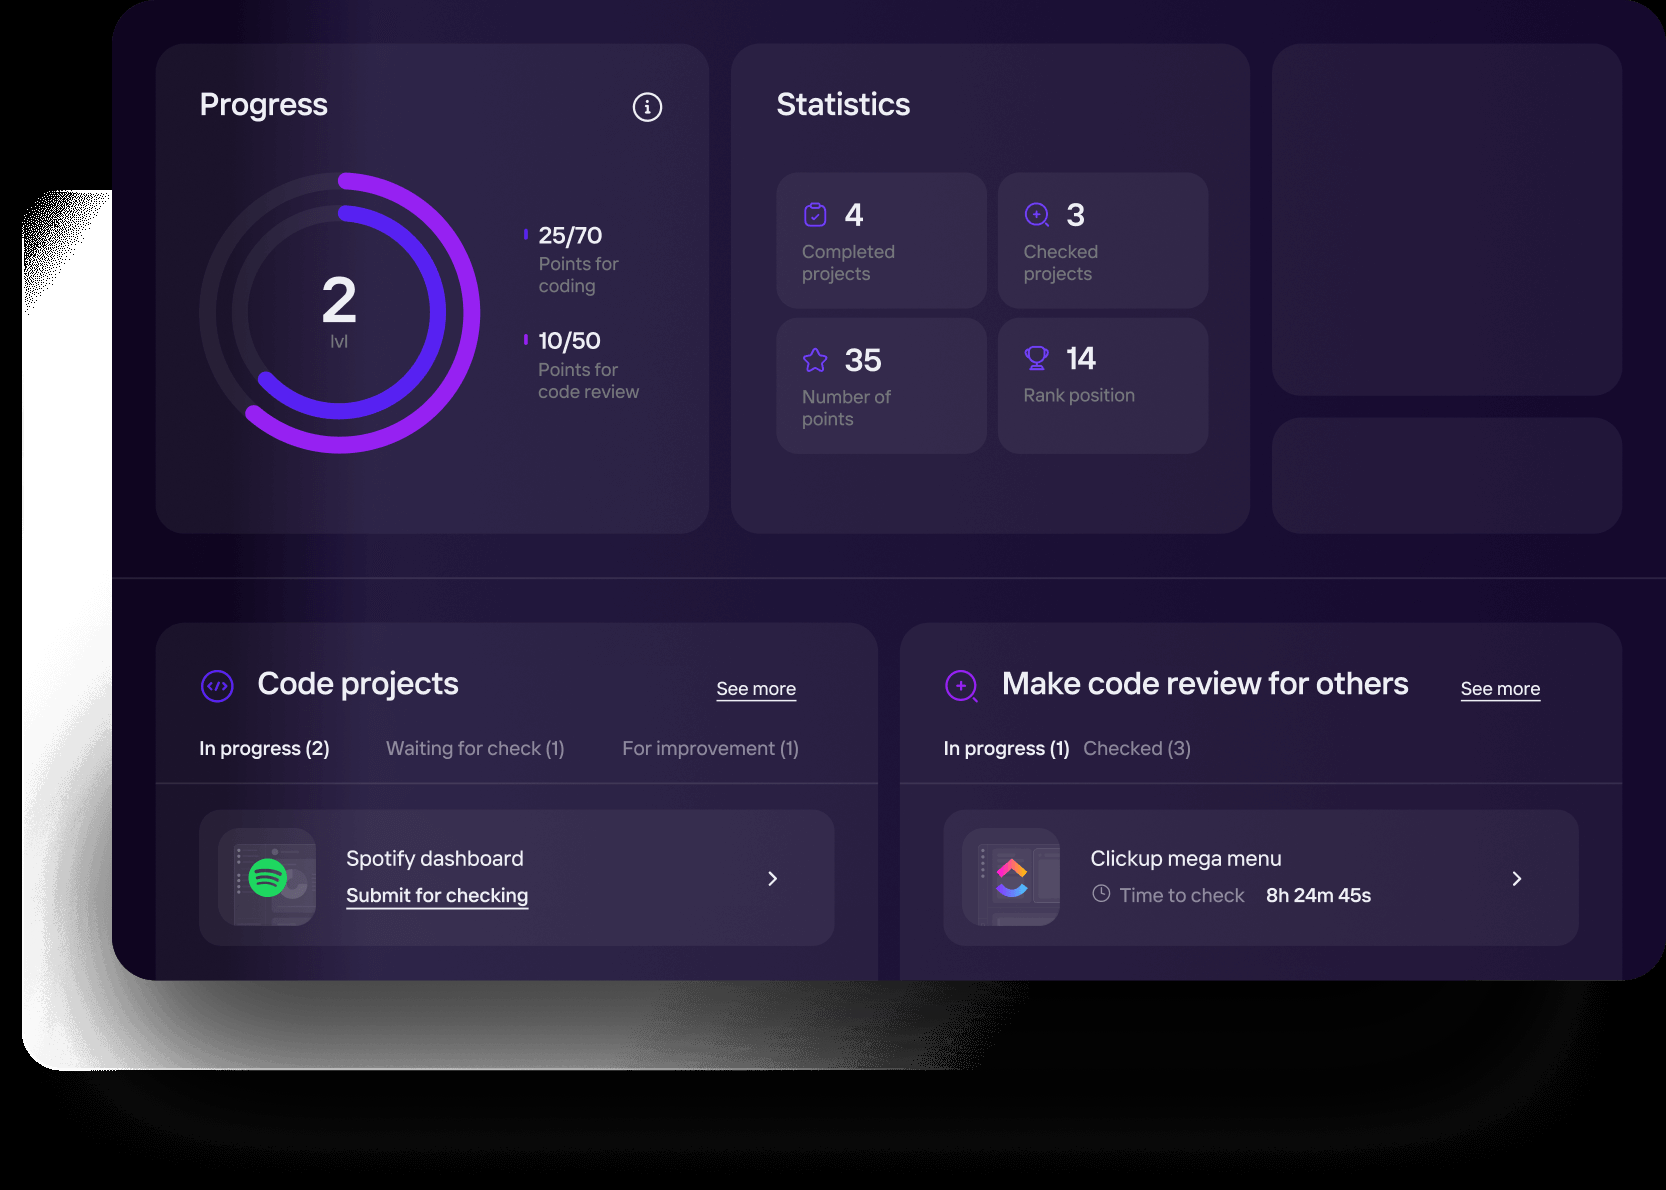 Progress
2
lvl
25/70
Points for
coding
10/50
Points for
code review
Statistics
4
Completed
projects
3
Checked
projects
35
Number of
points
14
Rank position
Code projects
See more
In progress (2)
Waiting for check (1)
For improvement (1)
Spotify dashboard
Submit for checking
Make code review for others
See more
In progress (1)
Checked (3)
Clickup mega menu
Time to check 8h 24m 45s